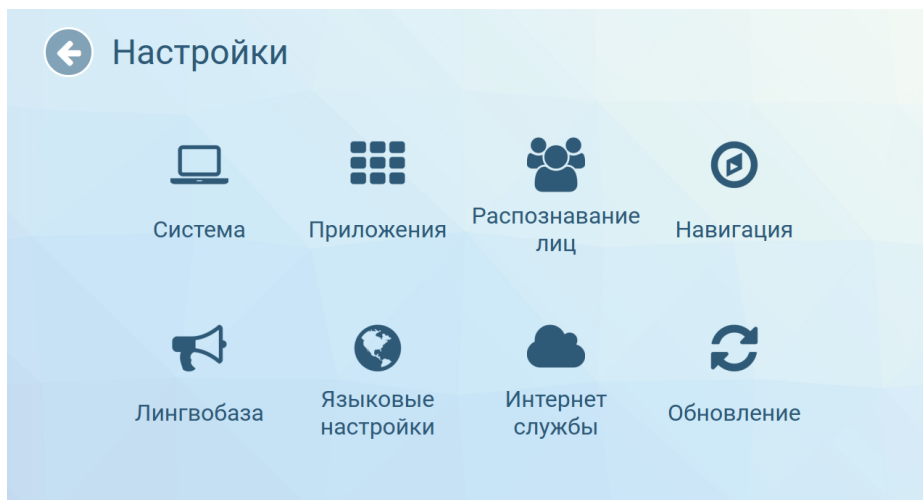 Настройки
Система
Приложения
Распознавание
лиц
Навигация
Лингвобаза
Языковые
настройки
Интернет
службы
Обновление